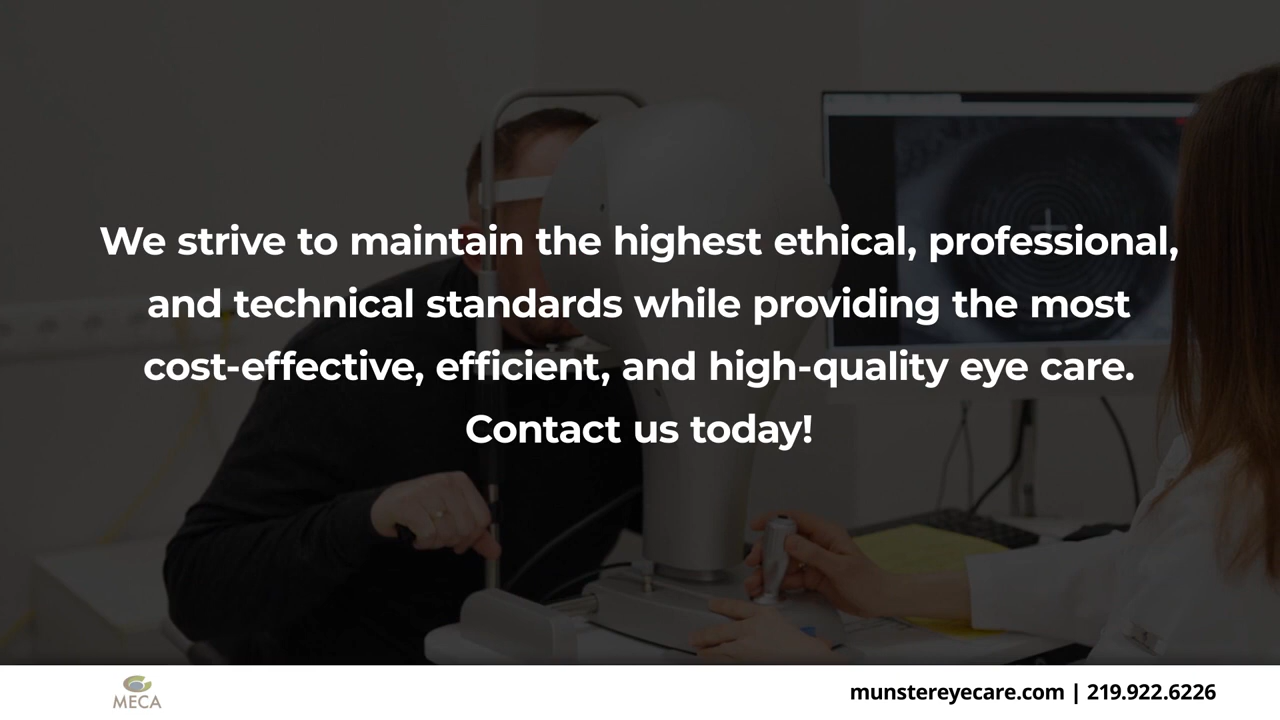 We strive to maintain the highest ethical, professional,
and technical standards while providing the most
cost-effective, efficient, and high-quality eye care.
Contact us today!
MECA
munstereyecare.com | 219.922.6226